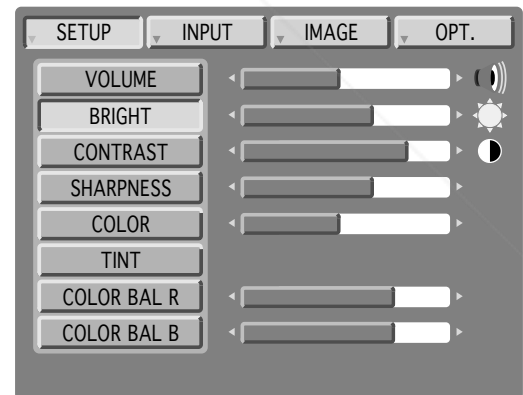 SETUP INPUT IMAGE OPT.
VOLUME
BRIGHT
CONTRAST
SHARPNESS
COLOR
TINT
COLOR BAL R
COLOR BAL B